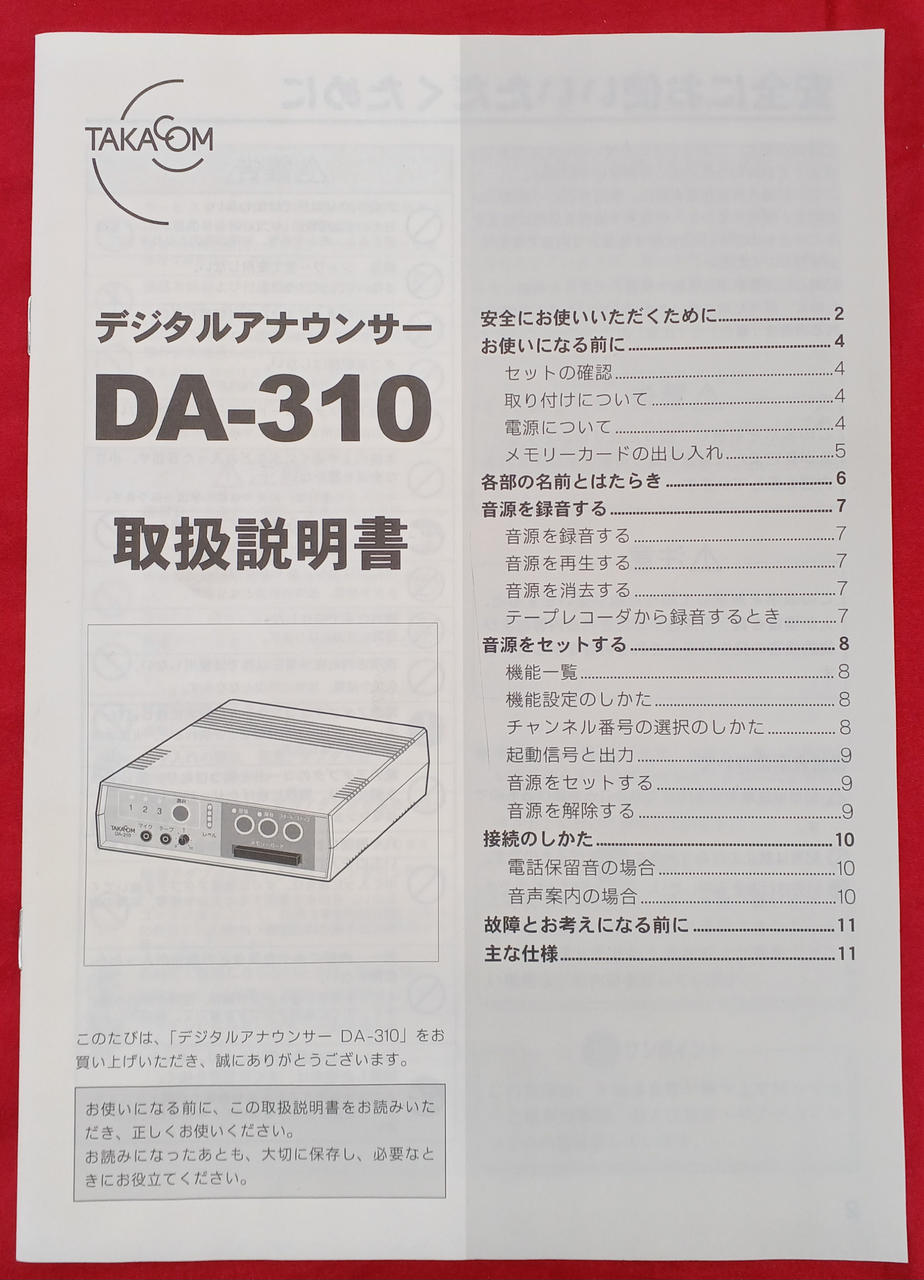 TAKACOM
デジタルアナウンサー
DA-310
取扱説明書
1 2 3
選択
レベル
TAKACOM
DA-310
マイク
テープ
メモリーカード
このたびは、「デジタルアナウンサー DA-310」をお
買い上げいただき、誠にありがとうございます。
お使いになる前に、この取扱説明書をお読みいた
だき、正しくお使いください。
お読みになったあとも、大切に保存し、必要なと
きにお役立てください。
安全にお使いいただくために 2
お使いになる前に 4
セットの確認 4
取り付けについて 4
電源について 4
メモリーカードの出し入れ 5
各部の名前とはたらき 6
音源を録音する 7
音源を録音する 7
音源を再生する 7
音源を消去する 7
テープレコーダから録音するとき 7
音源をセットする 8
機能一覧 8
機能設定のしかた 8
チャンネル番号の選択のしかた 8
起動信号と出力 9
音源をセットする 9
音源を解除する 9
接続のしかた 10
電話保留音の場合 10
音声案内の場合 10
故障とお考えになる前に 11
主な仕様 11